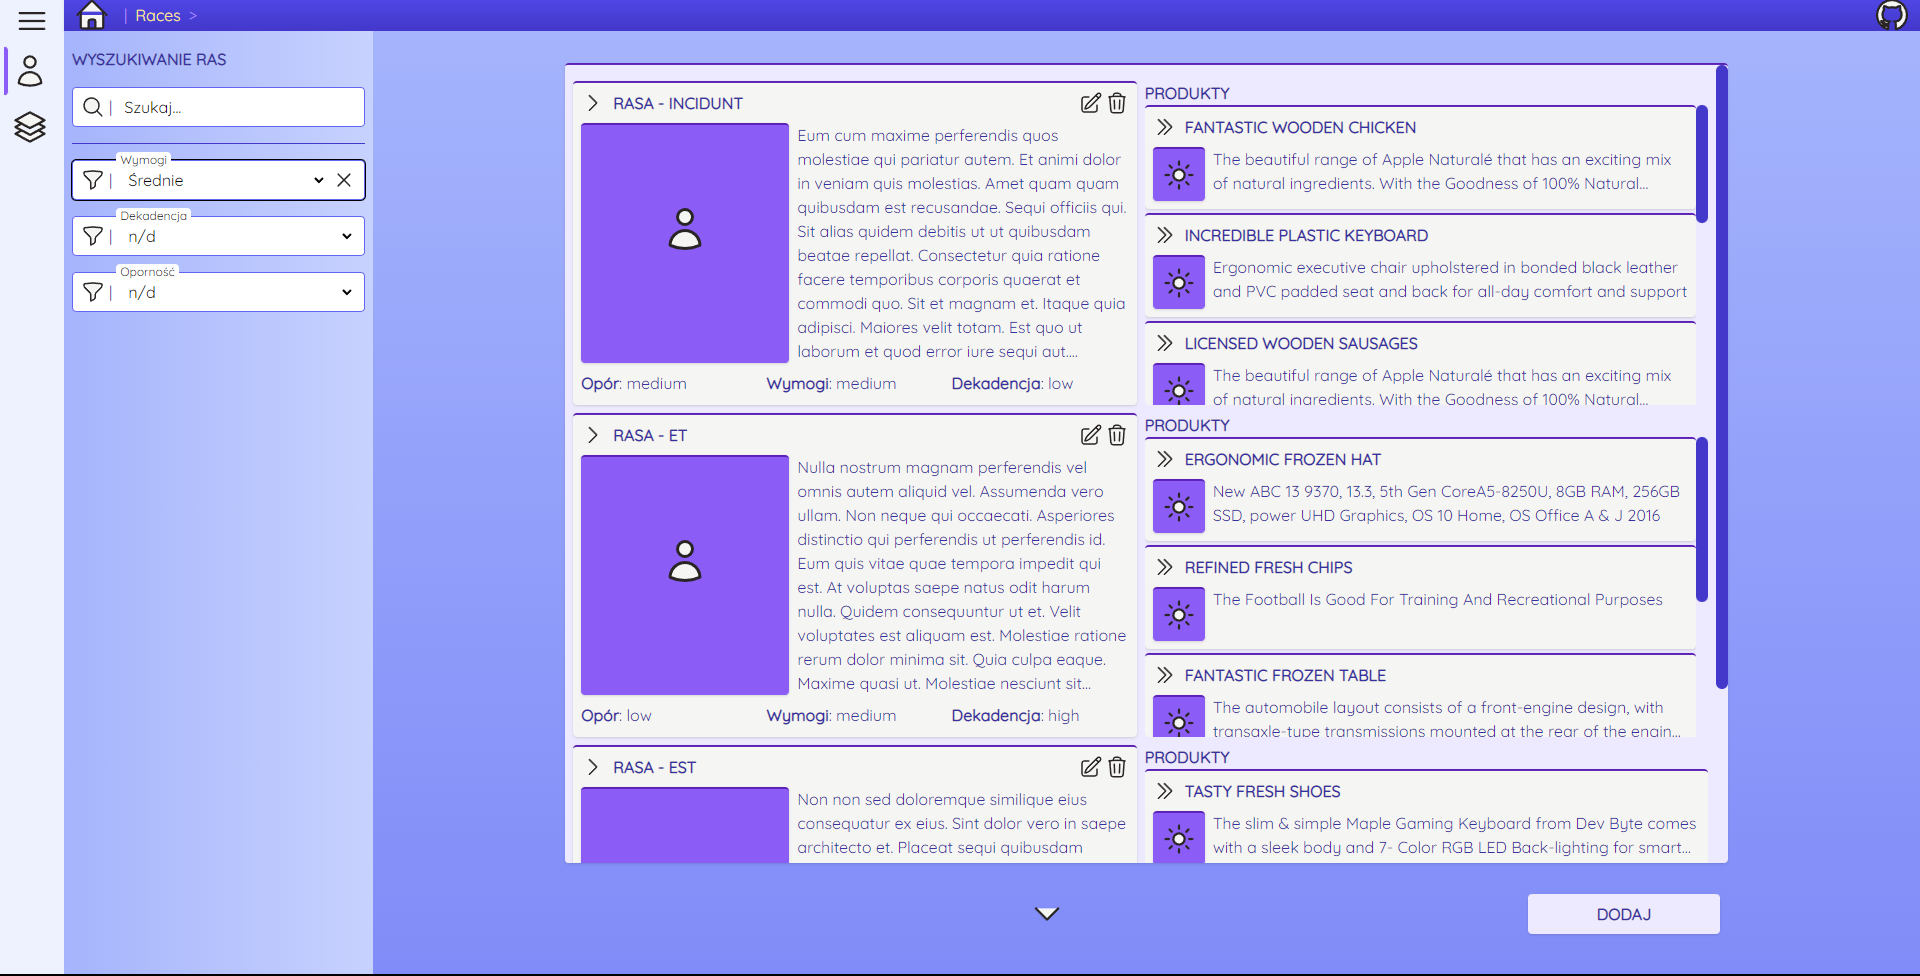 | Races >
WYSZUKIWANIE RAS
Szukaj...
Wymogi
Średnie
Dekadencja
n/d
Oporność
n/d
RASA - INCIDUNT
Eum cum maxime perferendis quos
molestiae qui pariatur autem. Et animi dolor
in veniam quis molestias. Amet quam quam
quibusdam est recusandae. Sequi officiis qui.
Sit alias quidem debitis ut ut quibusdam
beatae repellat. Consectetur quia ratione
facere temporibus corporis quaerat et
commodi quo. Sit et magnam et. Itaque quia
adipisci. Maiores velit totam. Est quo ut
laborum et quod error iure sequi aut....
Opór: medium Wymogi: medium Dekadencja: low
PRODUKTY
FANTASTIC WOODEN CHICKEN
The beautiful range of Apple Naturalé that has an exciting mix
of natural ingredients. With the Goodness of 100% Natural...
INCREDIBLE PLASTIC KEYBOARD
Ergonomic executive chair upholstered in bonded black leather
and PVC padded seat and back for all-day comfort and support
LICENSED WOODEN SAUSAGES
The beautiful range of Apple Naturalé that has an exciting mix
of natural ingredients. With the Goodness of 100% Natural...
RASA - ET
Nulla nostrum magnam perferendis vel
omnis autem aliquid vel. Assumenda vero
ullam. Non neque qui occaecati. Asperiores
distinctio qui perferendis ut perferendis id.
Eum quis vitae quae tempora impedit qui
est. At voluptas saepe natus odit harum
nulla. Quidem consequuntur ut et. Velit
voluptates est aliquam est. Molestiae ratione
rerum dolor minima sit. Quia culpa eaque.
Maxime quasi ut. Molestiae nesciunt sit...
Opór: low Wymogi: medium Dekadencja: high
PRODUKTY
ERGONOMIC FROZEN HAT
New ABC 13 9370, 13.3, 5th Gen CoreA5-8250U, 8GB RAM, 256GB
SSD, power UHD Graphics, OS 10 Home, OS Office A & J 2016
REFINED FRESH CHIPS
The Football Is Good For Training And Recreational Purposes
FANTASTIC FROZEN TABLE
The automobile layout consists of a front-engine design, with
transaxle-type transmissions mounted at the rear of the engin...
RASA - EST
Non non sed doloremque similique eius
consequatur ex eius. Sint dolor vero in saepe
architecto et. Placeat sequi quibusdam
PRODUKTY
TASTY FRESH SHOES
The slim & simple Maple Gaming Keyboard from Dev Byte comes
with a sleek body and 7- Color RGB LED Back-lighting for smart...
DODAJ